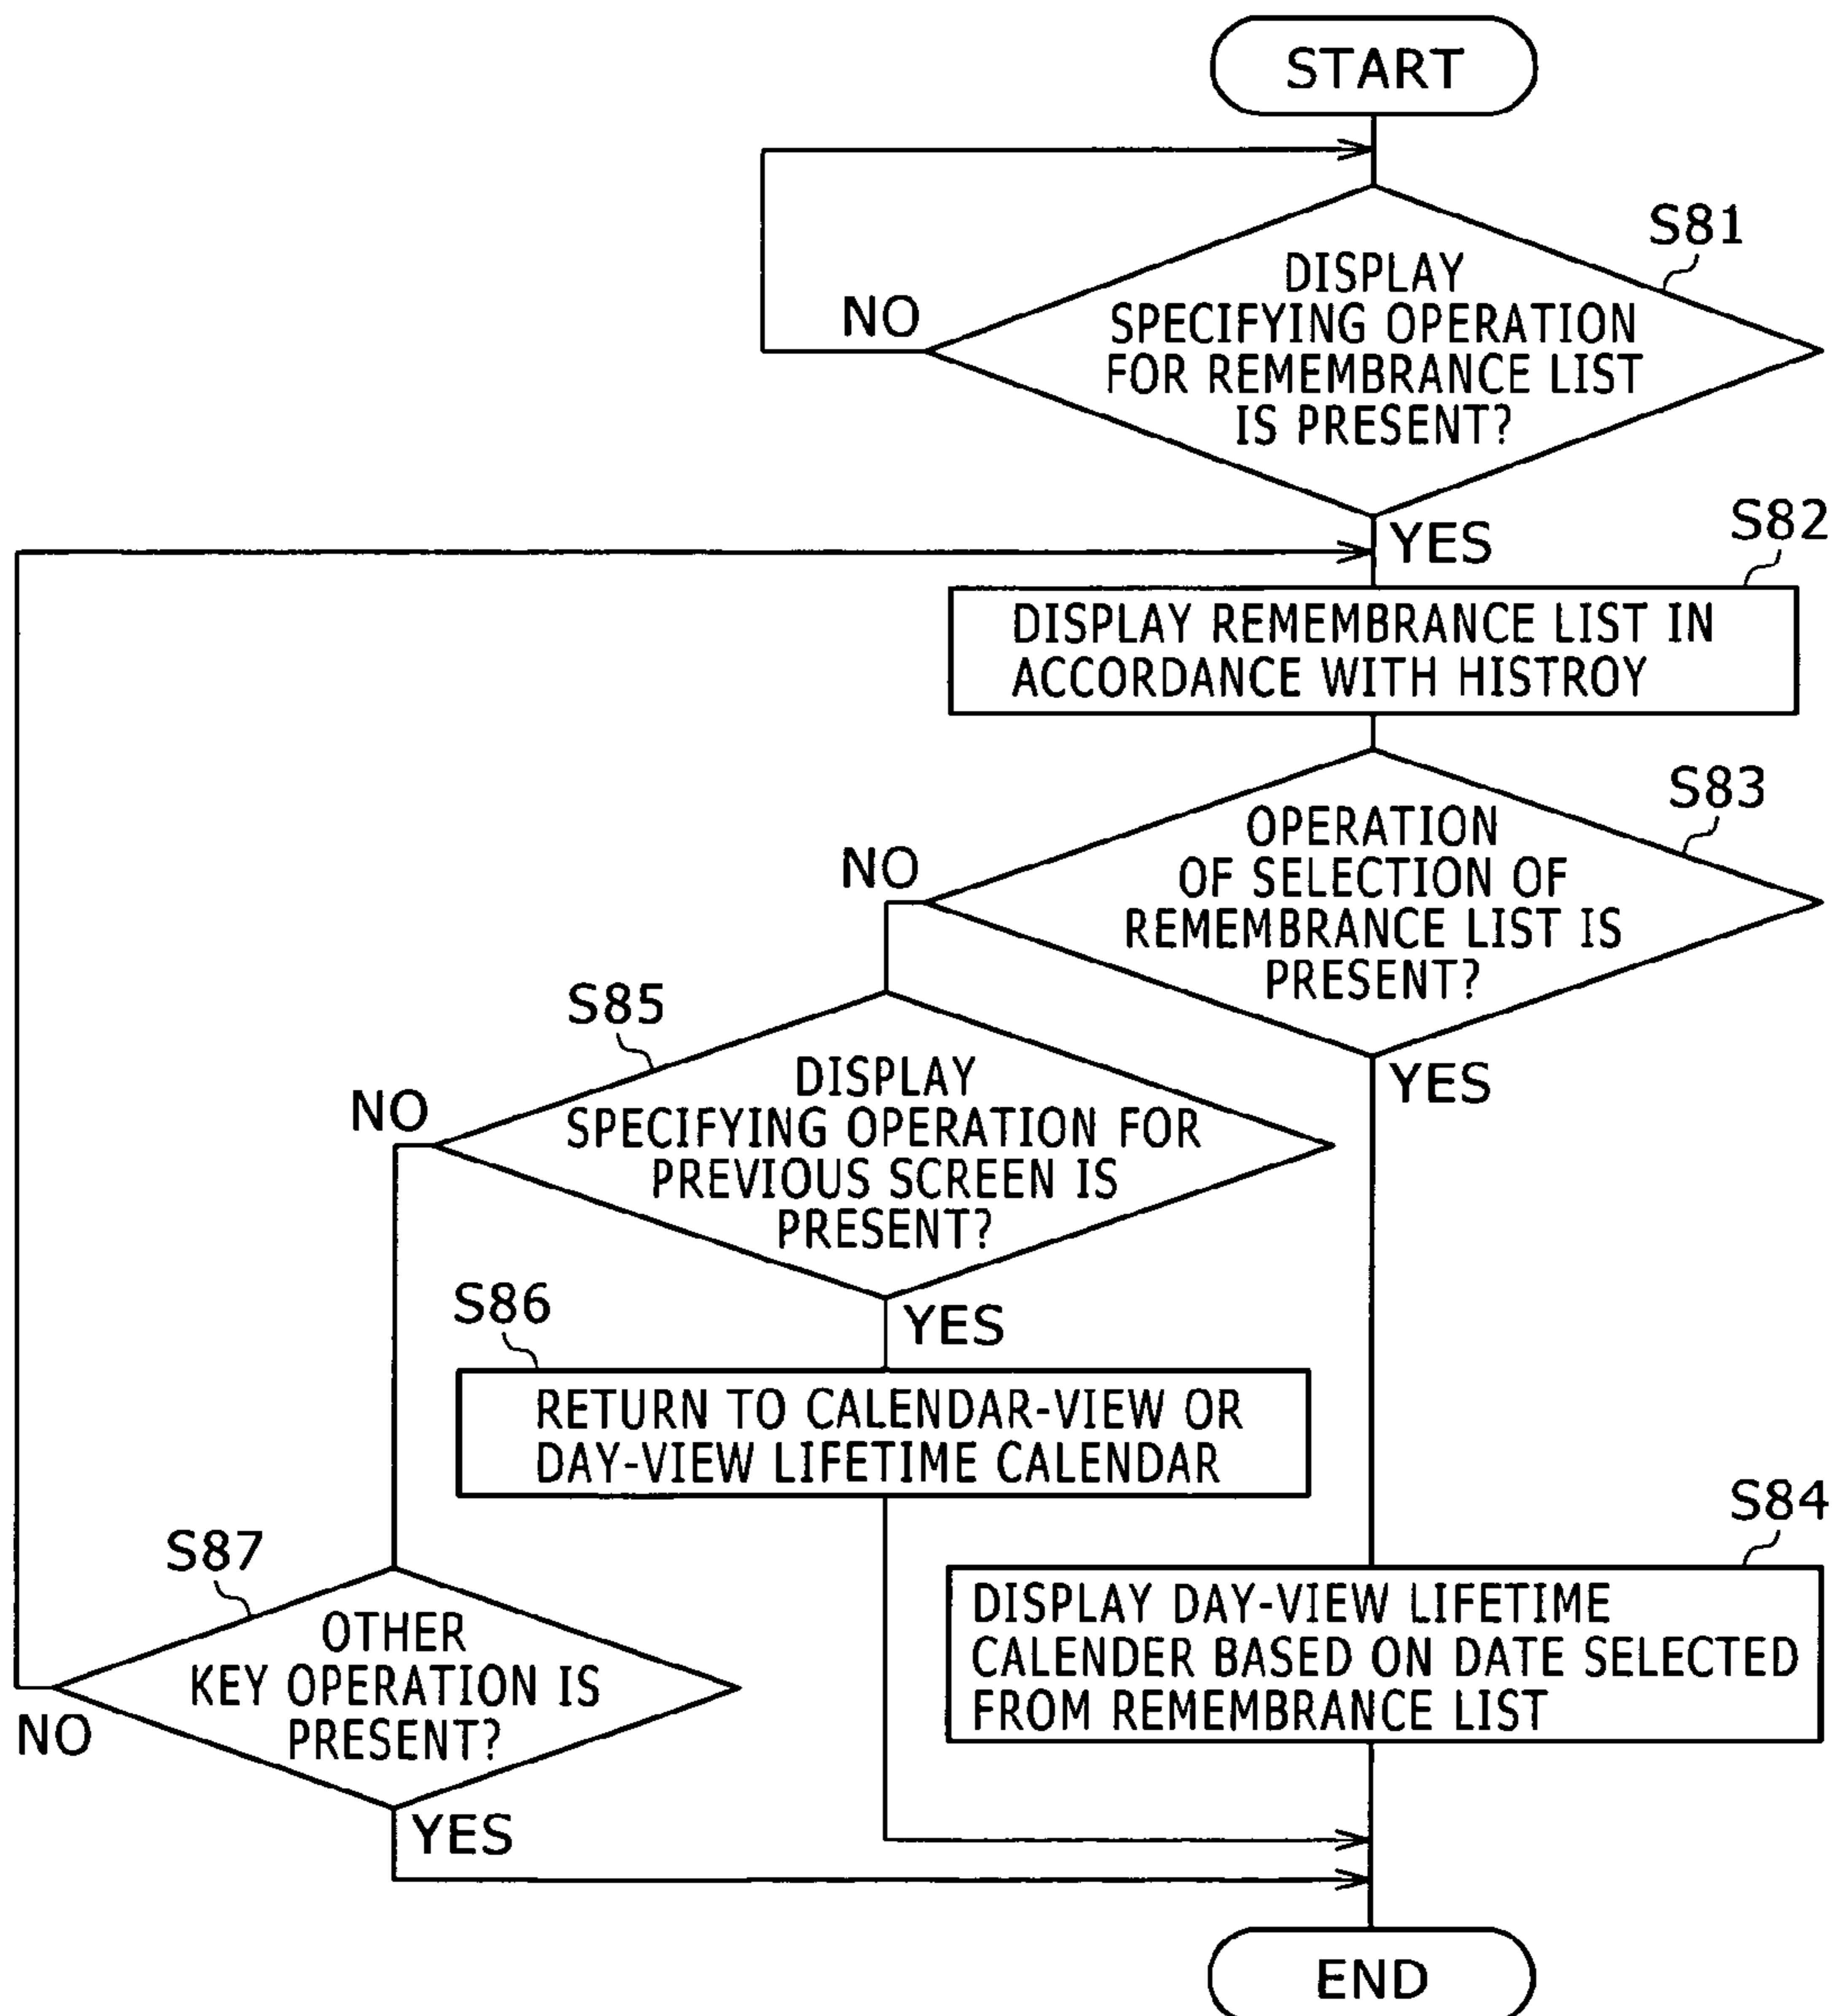 START
S81
DISPLAY
SPECIFYING OPERATION
FOR REMEMBRANCE LIST
IS PRESENT?
NO
YES
S82
DISPLAY REMEMBRANCE LIST IN
ACCORDANCE WITH HISTROY
S83
OPERATION
OF SELECTION OF
REMEMBRANCE LIST IS
PRESENT?
NO
YES
S85
DISPLAY
SPECIFYING OPERATION FOR
PREVIOUS SCREEN IS
PRESENT?
NO
YES
S86
RETURN TO CALENDAR-VIEW OR
DAY-VIEW LIFETIME CALENDAR
S84
DISPLAY DAY-VIEW LIFETIME
CALENDER BASED ON DATE SELECTED
FROM REMEMBRANCE LIST
S87
OTHER
KEY OPERATION IS
PRESENT?
NO
YES
END